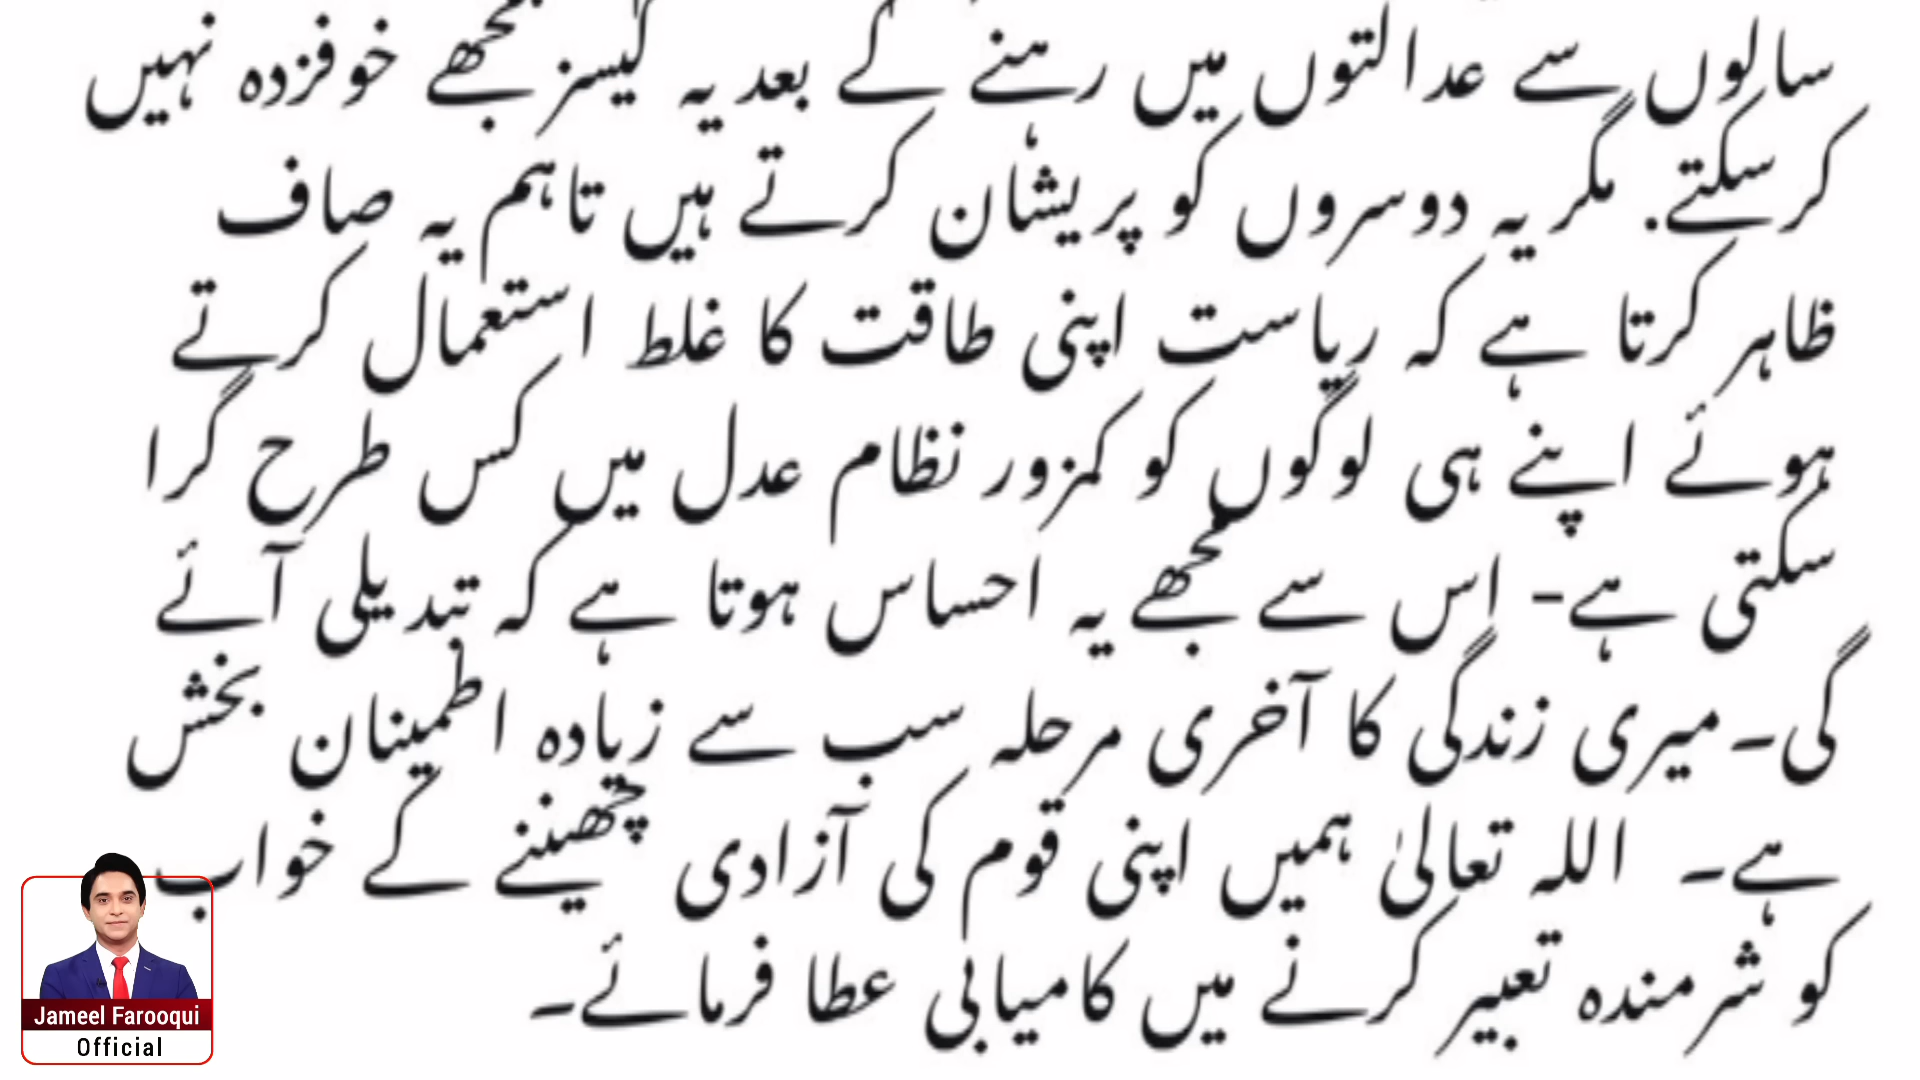 سالوں سے عدالتوں میں رہنے کے بعد یہ کیسز مجھے خوفزدہ نہیں
کرسکتے. مگر یہ دوسروں کو پریشان کرتے ہیں تاہم یہ صاف
ظاہر کرتا ہے کہ ریاست اپنی طاقت کا غلط استعمال کرتے
ہوئے اپنے ہی لوگوں کو کمزور نظام عدل میں کس طرح گرا
سکتی ہے- اس سے مجھے یہ احساس ہوتا ہے کہ تبدیلی آئے
گی۔ میری زندگی کا آخری مرحلہ سب سے زیادہ اطمینان بخش
ہے۔ اللہ تعالیٰ ہمیں اپنی قوم کی آزادی چھیننے کے خواب
کو شرمندہ تعبیر کرنے میں کامیابی عطا فرمائے۔
Jameel Farooqui
Official